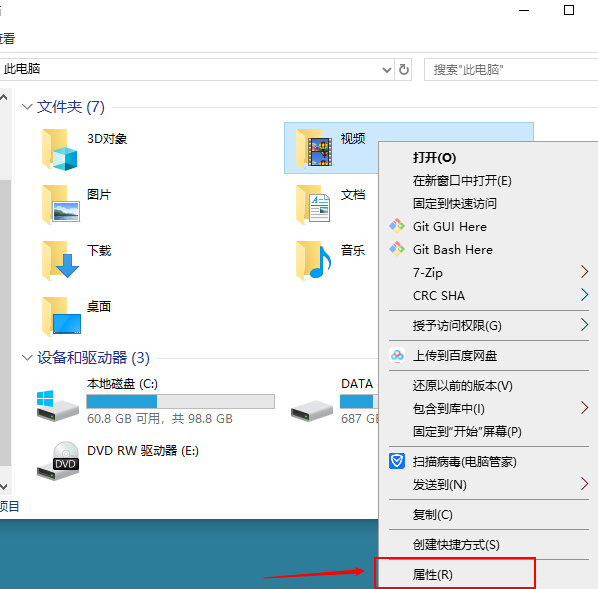 查看
此电脑
搜索"此电脑"
文件夹 (7)
3D对象
视频
图片
文档
下载
音乐
桌面
设备和驱动器 (3)
本地磁盘 (C:)
60.8 GB 可用，共 98.8 GB
DATA
687 GB
DVD RW 驱动器 (E:)
DVD
项目
打开(O)
在新窗口中打开(E)
固定到快速访问
Git GUI Here
Git Bash Here
7-Zip
CRC SHA
授予访问权限(G)
上传到百度网盘
还原以前的版本(V)
包含到库中(I)
固定到"开始"屏幕(P)
扫描病毒(电脑管家)
发送到(N)
复制(C)
创建快捷方式(S)
属性(R)